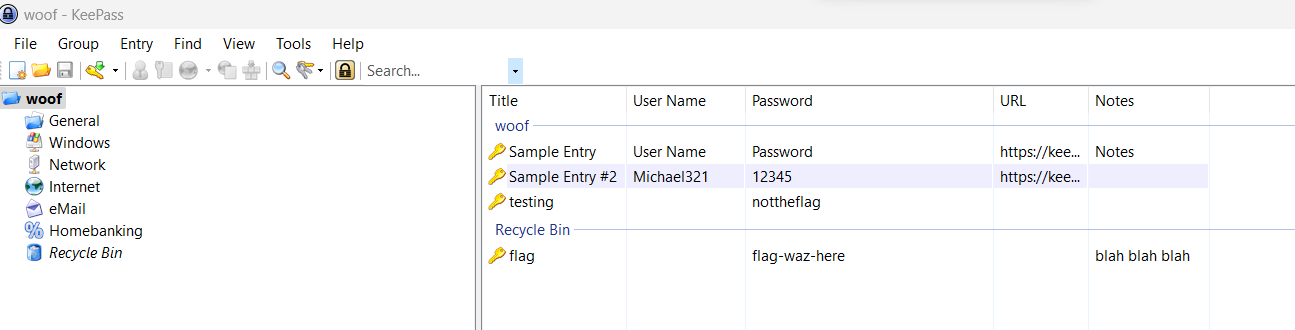 woof - KeePass
File Group Entry Find View Tools Help
Search...
woof
General
Windows
Network
Internet
eMail
Homebanking
Recycle Bin
Title User Name Password URL Notes
woof
Sample Entry User Name Password https://kee... Notes
Sample Entry #2 Michael321 12345 https://kee...
testing nottheflag
Recycle Bin
flag flag-waz-here blah blah blah